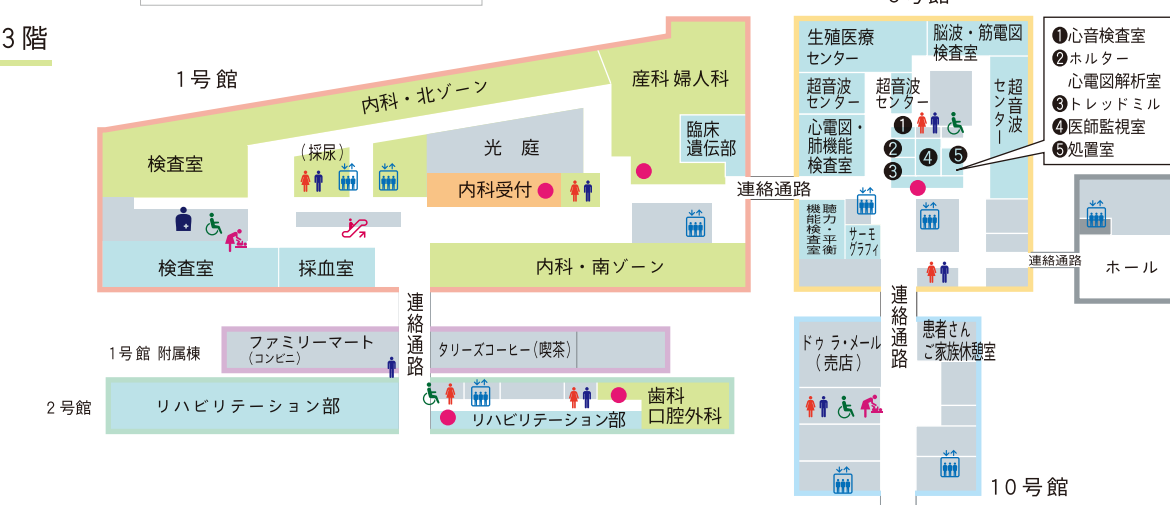 3階
1号館
内科・北ゾーン
産科 婦人科
検査室
(採尿)
光 庭
臨床
遺伝部
内科受付
連絡通路
検査室
採血室
内科・南ゾーン
連絡通路
1号館 附属棟
ファミリーマート
(コンビニ)
タリーズコーヒー(喫茶)
2号館
リハビリテーション部
リハビリテーション部
歯科
口腔外科
生殖医療
センター
脳波・筋電図
検査室
超音波
センター
超音波
センター
超音波
センター
心電図・
肺機能
検査室
❶
❷
❸
❹
❺
聴力・平衡
機能検査室
サーモ
グラフィ
❶心音検査室
❷ホルター
心電図解析室
❸トレッドミル
❹医師監視室
❺処置室
連絡通路
ホール
連絡通路
ドゥ ラ・メール
(売店)
患者さん
ご家族休憩室
10号館